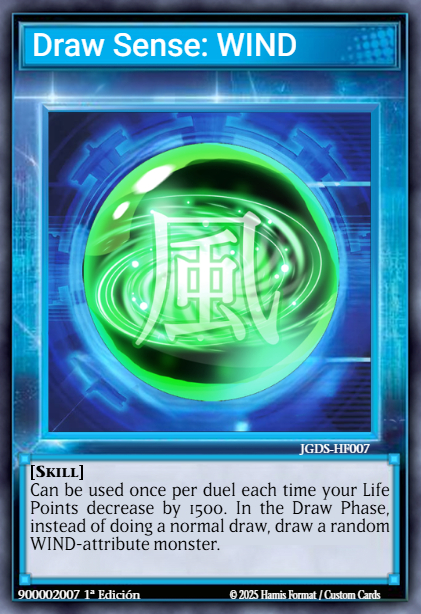 Draw Sense: WIND
風
JGDS-HF007
[SKILL]
Can be used once per duel each time your Life
Points decrease by 1500. In the Draw Phase,
instead of doing a normal draw, draw a random
WIND-attribute monster.
900002007 1ª Edición
©2025 Hamis Format / Custom Cards